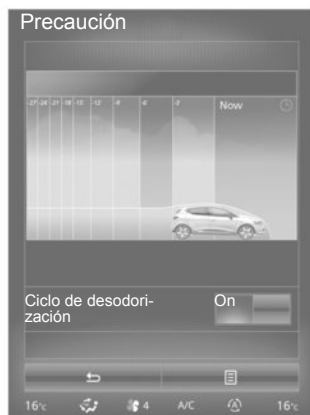 Precaución
-27 -24 -21 -18 -15 -12 -9 -6 -3 Now
Ciclo de desodori-
zación
On
4 A/C
16°c 16°c